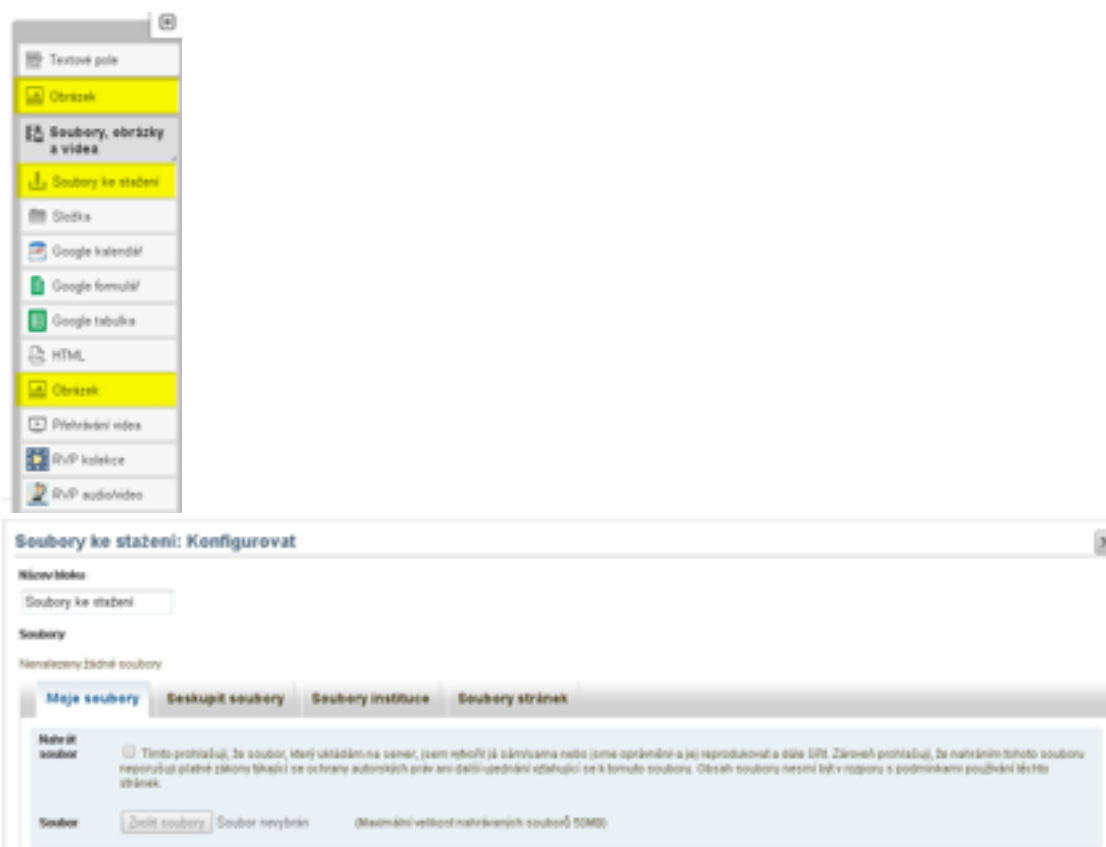 Textové pole
Obrázek
Soubory, obrázky
a videa
Soubory ke stažení
Složka
Google kalendář
Google formulář
Google tabulka
HTML
Obrázek
Přehrávání videa
RVP kolekce
RVP audio/video
Soubory ke stažení: Konfigurovat
Název bloku
Soubory ke stažení
Soubory
Nenalezeny žádné soubory
Moje soubory Seskupit soubory Soubory instituce Soubory stránek
Nahrát
soubor
Tímto prohlašuji, že soubor, který ukládám na server, jsem vytvořil já sám/sama nebo jsme oprávněni a jej reprodukovat a dále šířit. Zároveň prohlašuji, že nahráním tohoto souboru
neporušuji platné zákony týkající se ochrany autorských práv ani další ujednání vztahující se k tomuto souboru. Obsah souboru nesmí být v rozporu s podmínkami používání těchto
stránek.
Soubor Zvolit soubory Soubor nevybrán (Maximální velikost nahrávaných souborů 50MB)